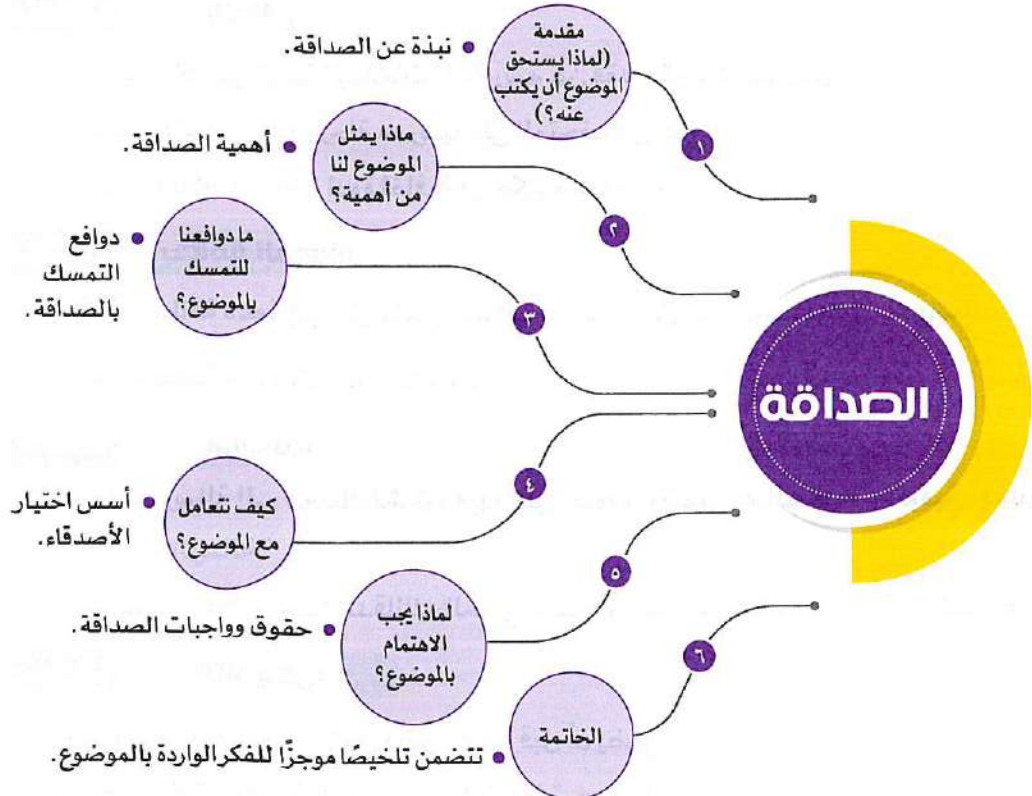 مقدمة
(لماذا يستحق
الموضوع أن يكتب
عنه؟)
• نبذة عن الصداقة.
١
ماذا يمثل
الموضوع لنا
من أهمية؟
• أهمية الصداقة.
٢
ما دوافعنا
للتمسك
بالموضوع؟
• دوافع
التمسك
بالصداقة.
٣
الصداقة
٤
كيف نتعامل
مع الموضوع؟
• أسس اختيار
الأصدقاء.
٥
لماذا يجب
الاهتمام
بالموضوع؟
• حقوق وواجبات الصداقة.
٦
الخاتمة
• تتضمن تلخيصًا موجزًا للفكر الواردة بالموضوع.